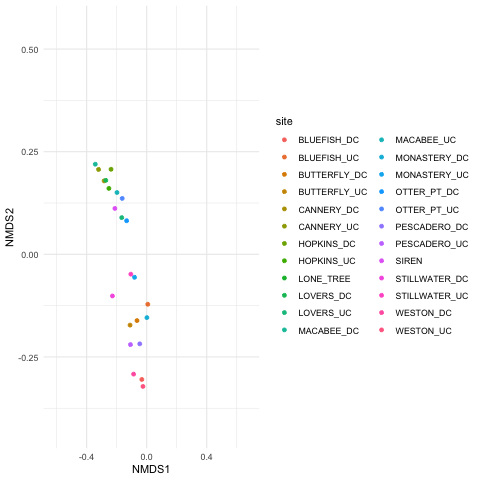 0.50
0.25
0.00
-0.25
NMDS2
-0.4
0.0
0.4
NMDS1
site
BLUEFISH_DC
BLUEFISH_UC
BUTTERFLY_DC
BUTTERFLY_UC
CANNERY_DC
CANNERY_UC
HOPKINS_DC
HOPKINS_UC
LONE_TREE
LOVERS_DC
LOVERS_UC
MACABEE_DC
MACABEE_UC
MONASTERY_DC
MONASTERY_UC
OTTER_PT_DC
OTTER_PT_UC
PESCADERO_DC
PESCADERO_UC
SIREN
STILLWATER_DC
STILLWATER_UC
WESTON_DC
WESTON_UC